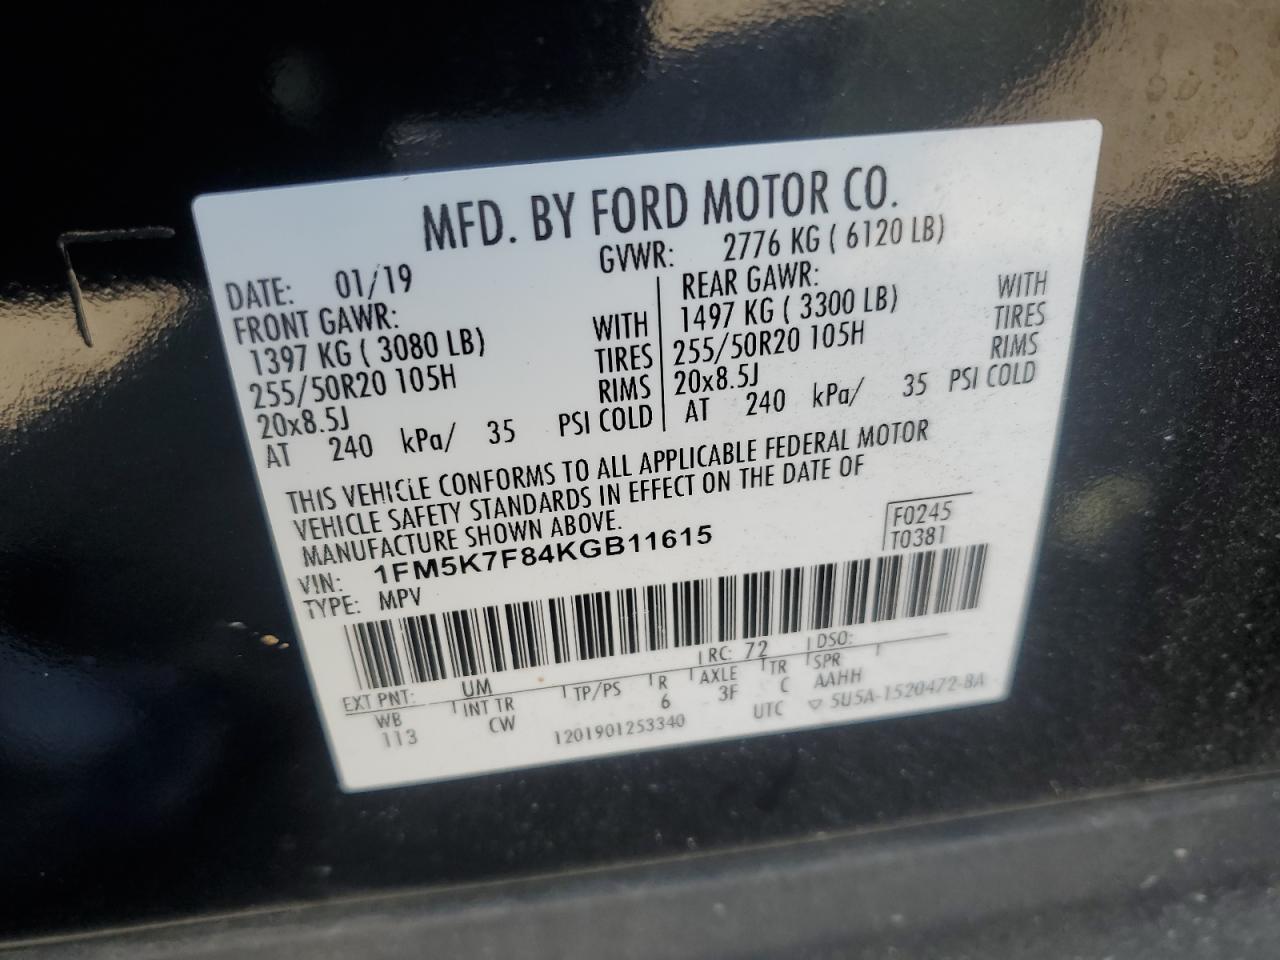 MFD. BY FORD MOTOR CO.
DATE: 01/19 GVWR: 2776 KG ( 6120 LB)
FRONT GAWR: REAR GAWR:
1397 KG ( 3080 LB) WITH 1497 KG ( 3300 LB) WITH
255/50R20 105H TIRES 255/50R20 105H TIRES
20x8.5J RIMS 20x8.5J RIMS
AT 240 kPa/ 35 PSI COLD AT 240 kPa/ 35 PSI COLD
THIS VEHICLE CONFORMS TO ALL APPLICABLE FEDERAL MOTOR
VEHICLE SAFETY STANDARDS IN EFFECT ON THE DATE OF
MANUFACTURE SHOWN ABOVE.
F0245
T0381
VIN: 1FM5K7F84KGB11615
TYPE: MPV
EXT PNT: UM RC: 72 DSO:
WB INT TR TP/PS R AXLE TR SPR
113 CW 6 3F C AAHH
1201901253340 UTC ▽ 5U5A-1520472-BA